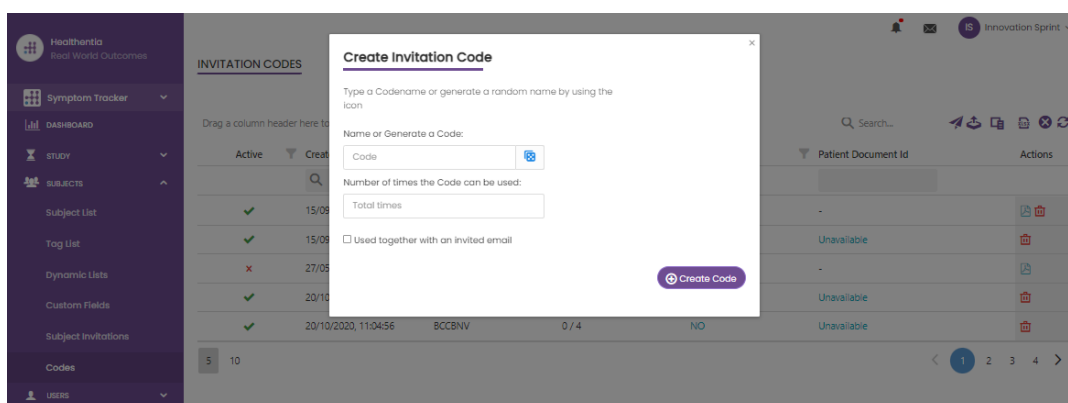 Healthentia
Real World Outcomes
IS Innovation Sprint
INVITATION CODES
Symptom Tracker
DASHBOARD
STUDY
SUBJECTS
Subject List
Tag List
Dynamic Lists
Custom Fields
Subject Invitations
Codes
USERS
×
Create Invitation Code
Type a Codename or generate a random name by using the
icon
Name or Generate a Code:
Code
Number of times the Code can be used:
Total times
Used together with an invited email
Create Code
Drag a column header here to
Search...
Active Creat Patient Document Id Actions
15/09 -
15/09 Unavailable
x 27/05 -
20/10 Unavailable
20/10/2020, 11:04:56 BCCBNV 0 / 4 NO Unavailable
5 10 < 1 2 3 4 >